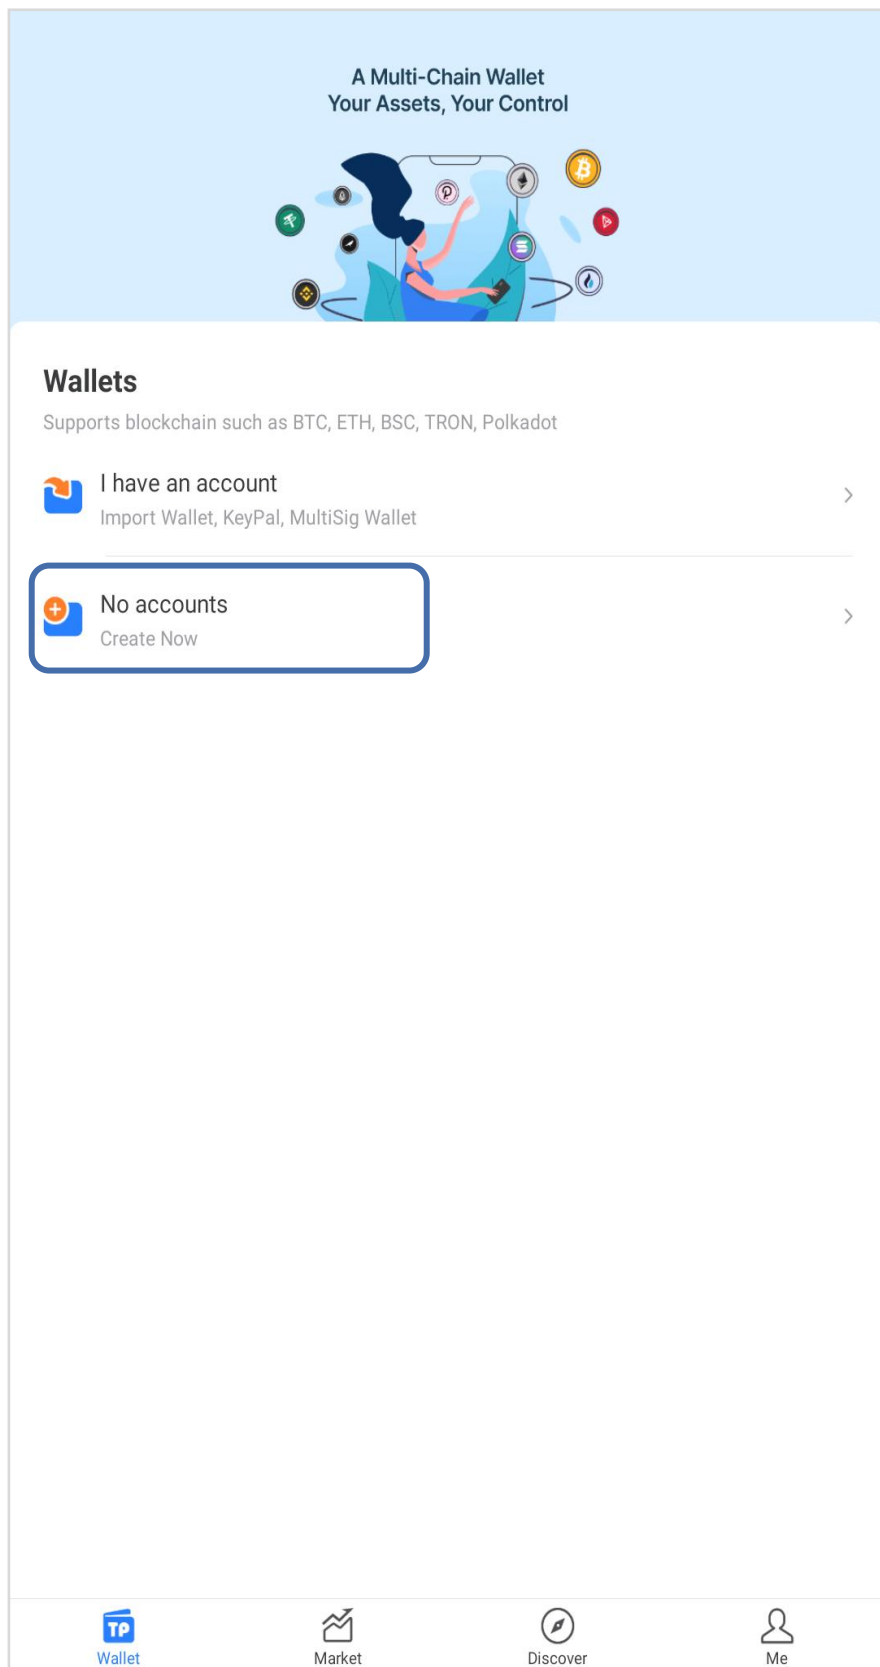 A Multi-Chain Wallet
Your Assets, Your Control
Wallets
Supports blockchain such as BTC, ETH, BSC, TRON, Polkadot
I have an account
Import Wallet, KeyPal, MultiSig Wallet
No accounts
Create Now
TP
Wallet
Market
Discover
Me